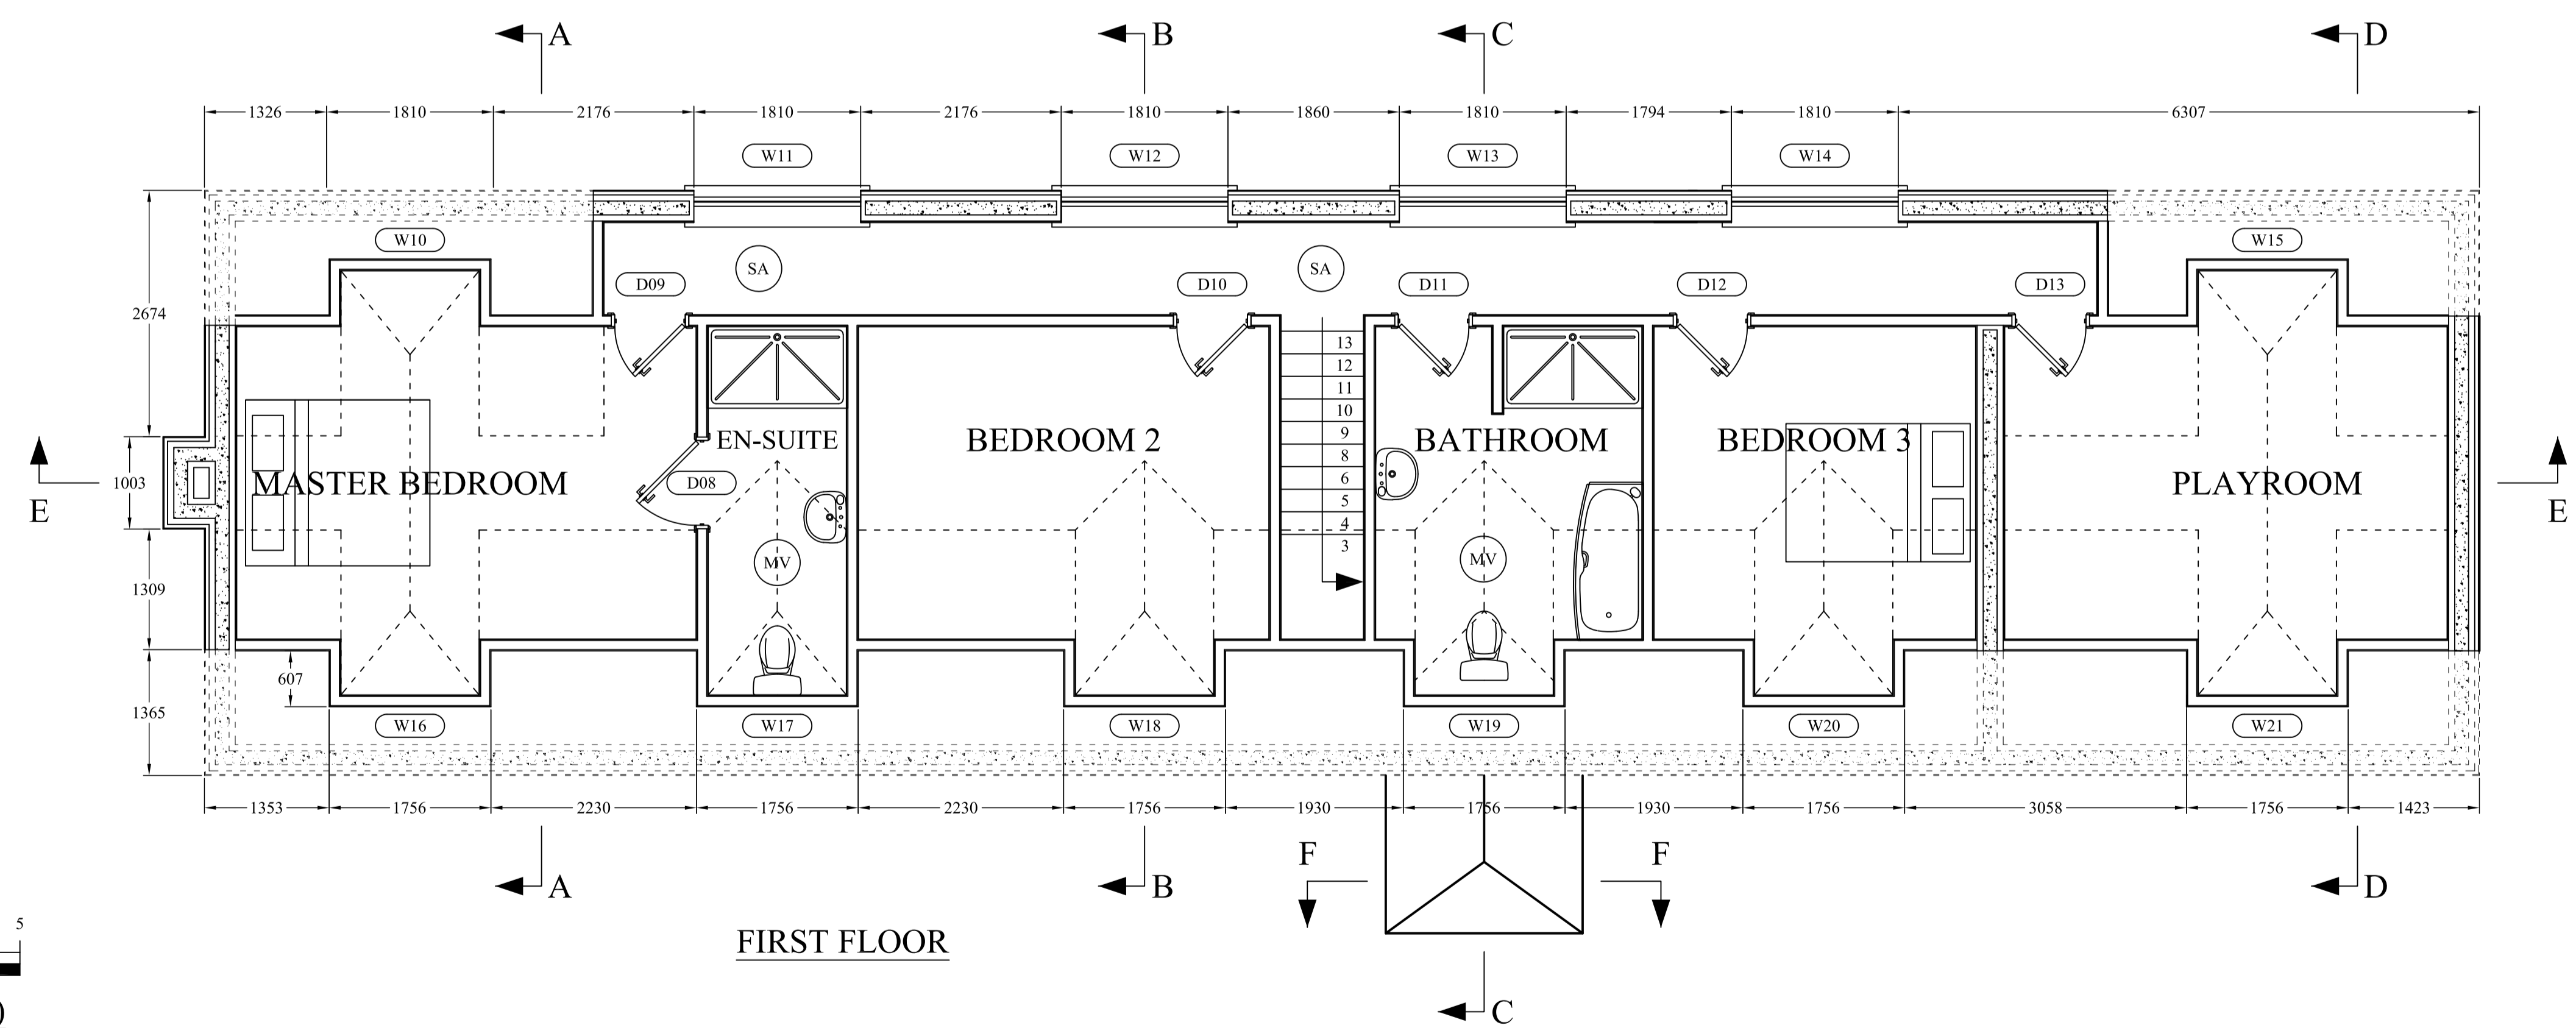 A B C D
1326 1810 2176 1810 2176 1810 1860 1810 1794 1810 6307
W11 W12 W13 W14
W10 W15
SA SA
D09 D10 D11 D12 D13
2674
13
12
11
10
9
8
6
5
4
3
EN-SUITE BEDROOM 2 BATHROOM BEDROOM 3
1003 MASTER BEDROOM D08 PLAYROOM
E E
MV MV
1309
607
1365
W16 W17 W18 W19 W20 W21
1353 1756 2230 1756 2230 1756 1930 1756 1930 1756 3058 1756 1423
F F
A B D
5
FIRST FLOOR
)
C